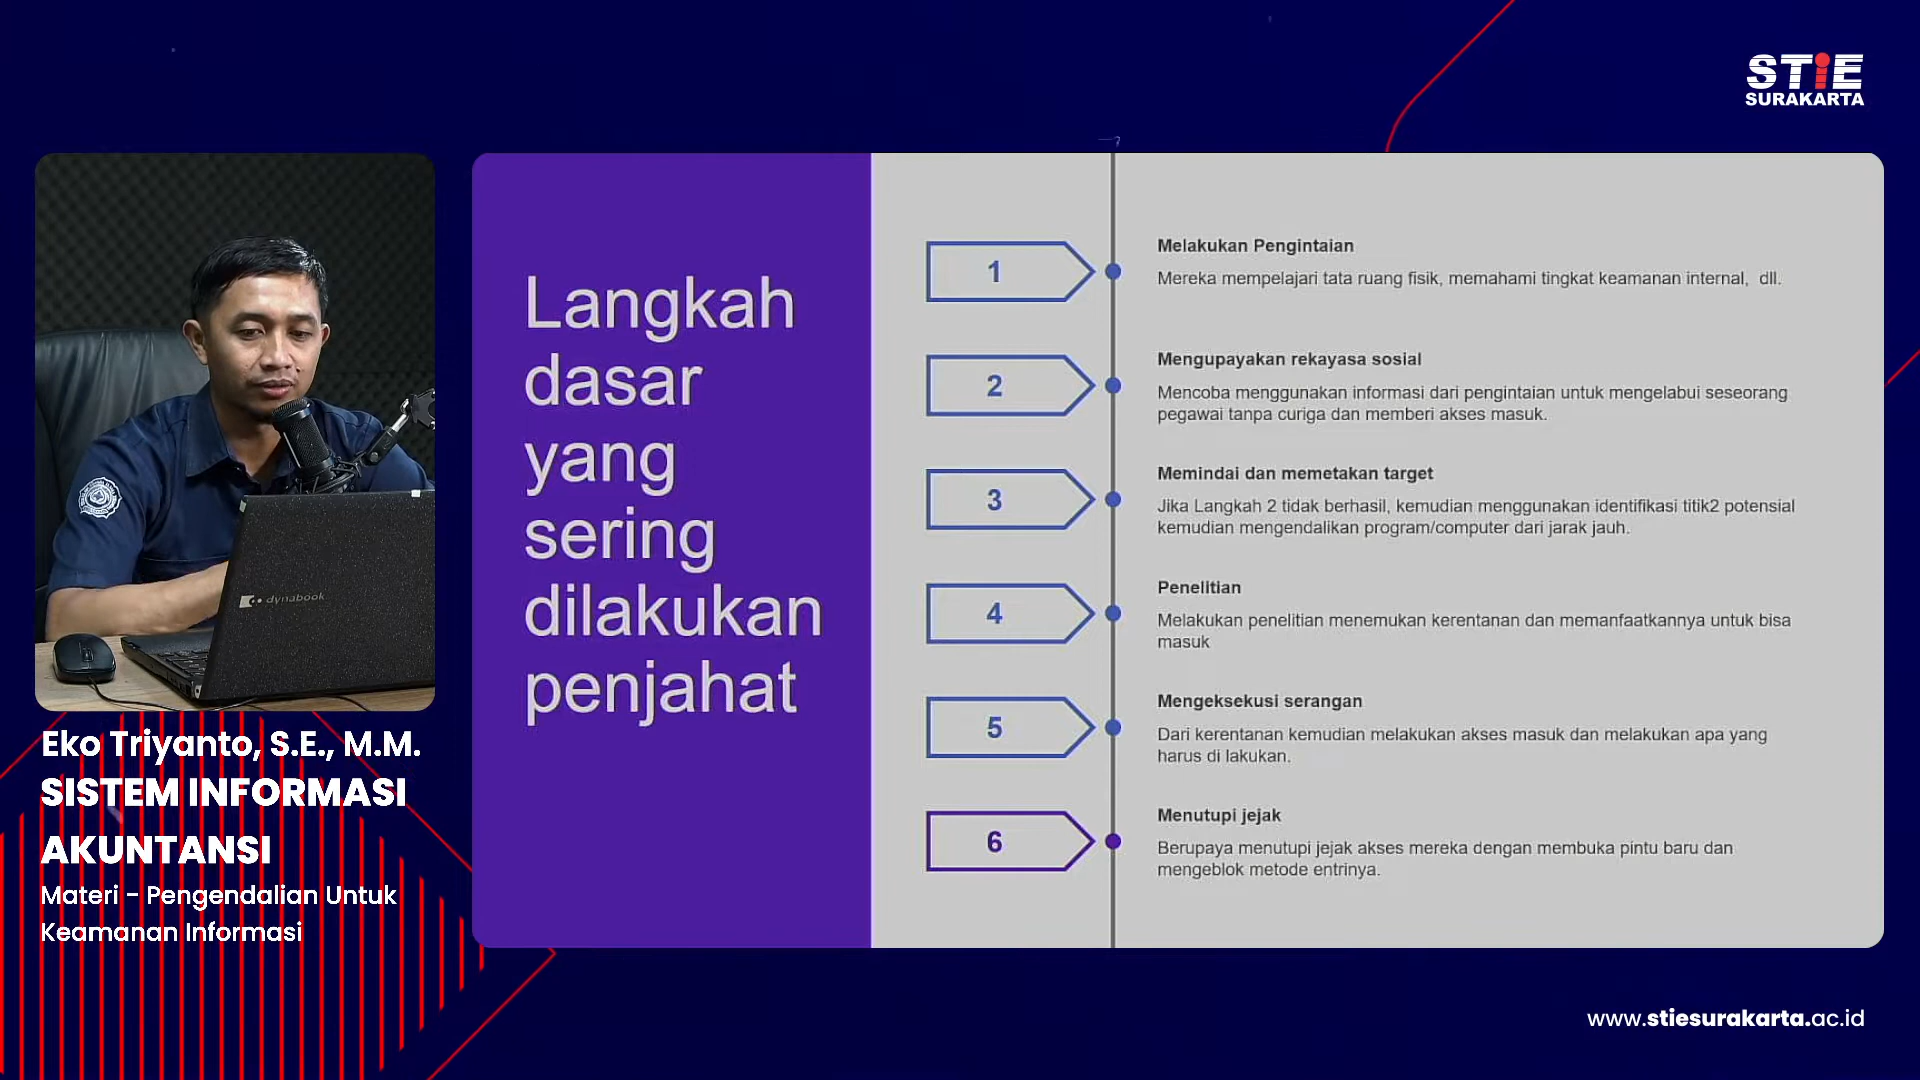 STiE
SURAKARTA
Langkah
dasar
yang
sering
dilakukan
penjahat
1
Melakukan Pengintaian
Mereka mempelajari tata ruang fisik, memahami tingkat keamanan internal, dll.
2
Mengupayakan rekayasa sosial
Mencoba menggunakan informasi dari pengintaian untuk mengelabui seseorang
pegawai tanpa curiga dan memberi akses masuk.
3
Memindai dan memetakan target
Jika Langkah 2 tidak berhasil, kemudian menggunakan identifikasi titik2 potensial
kemudian mengendalikan program/computer dari jarak jauh.
4
Penelitian
Melakukan penelitian menemukan kerentanan dan memanfaatkannya untuk bisa
masuk
5
Mengeksekusi serangan
Dari kerentanan kemudian melakukan akses masuk dan melakukan apa yang
harus di lakukan.
6
Menutupi jejak
Berupaya menutupi jejak akses mereka dengan membuka pintu baru dan
mengeblok metode entrinya.
dynabook
Eko Triyanto, S.E., M.M.
SISTEM INFORMASI
AKUNTANSI
Materi - Pengendalian Untuk
Keamanan Informasi
www.stiesurakarta.ac.id